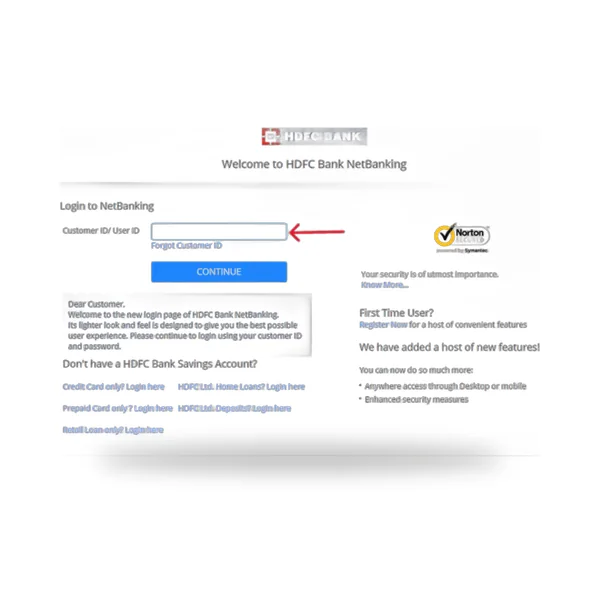 HDFC BANK
Welcome to HDFC Bank NetBanking
Login to NetBanking
Customer ID/ User ID
Forgot Customer ID
CONTINUE
Norton
SECURED
powered by Symantec
Your security is of utmost importance.
Know More...
Dear Customer.
Welcome to the new login page of HDFC Bank NetBanking.
Its lighter look and feel is designed to give you the best possible
user experience. Please continue to login using your customer ID
and password.
First Time User?
Register Now for a host of convenient features
We have added a host of new features!
Don't have a HDFC Bank Savings Account?
You can now do so much more:
Credit Card only? Login here HDFC Ltd. Home Loans? Login here
• Anywhere access through Desktop or mobile
• Enhanced security measures
Prepaid Card only? Login here HDFC Ltd. Deposits? Login here
Retail Loan only? Login here